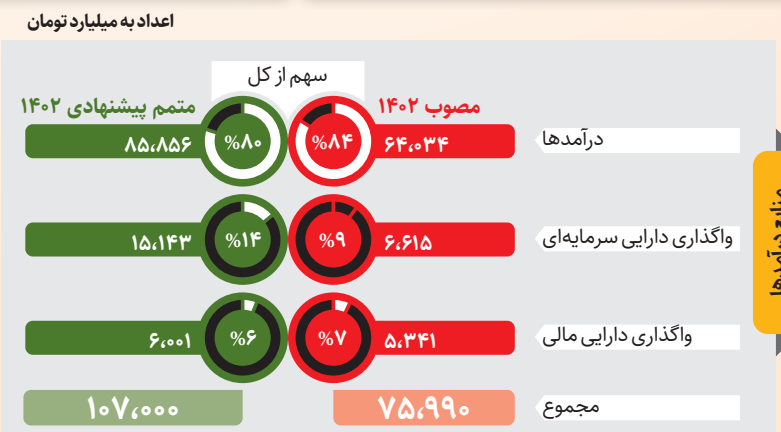 اعداد به میلیارد تومان
سهم از کل
مصوب ۱۴۰۲
متمم پیشنهادی ۱۴۰۲
درآمدها
۶۴،۰۳۴
%۸۴
%۸۰
۸۵،۸۵۶
واگذاری دارایی سرمایه‌ای
۶،۶۱۵
%۹
%۱۴
۱۵،۱۴۳
واگذاری دارایی مالی
۵،۳۴۱
%۷
%۶
۶،۰۰۱
مجموع
۷۵،۹۹۰
۱۰۷،۰۰۰
منابع درآمدها